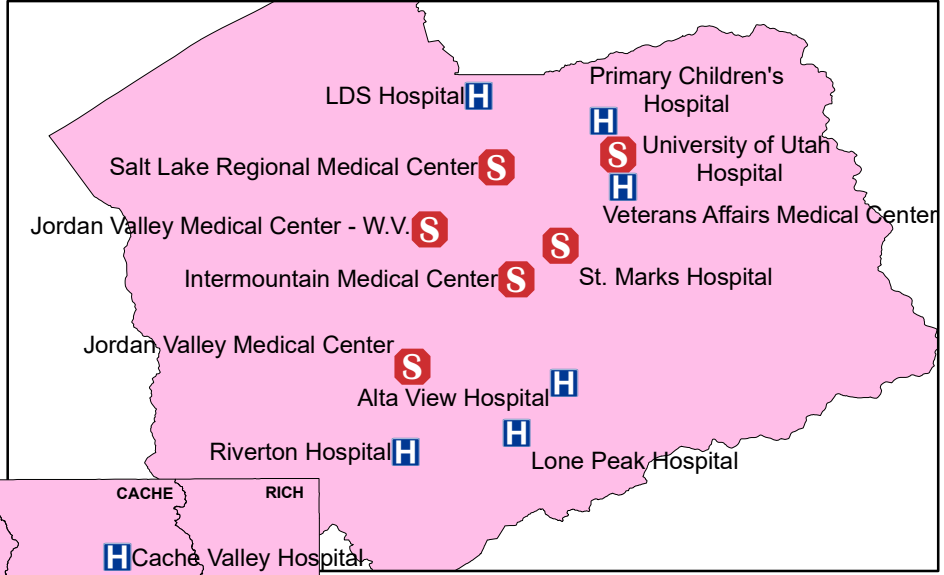 Primary Children's
Hospital
LDS Hospital H
H
University of Utah
Hospital
S
Salt Lake Regional Medical Center S
H
Veterans Affairs Medical Center
Jordan Valley Medical Center - W.V. S
S
St. Marks Hospital
Intermountain Medical Center S
Jordan Valley Medical Center
S
Alta View Hospital H
H
Lone Peak Hospital
Riverton Hospital H
CACHE
RICH
H Cache Valley Hospital